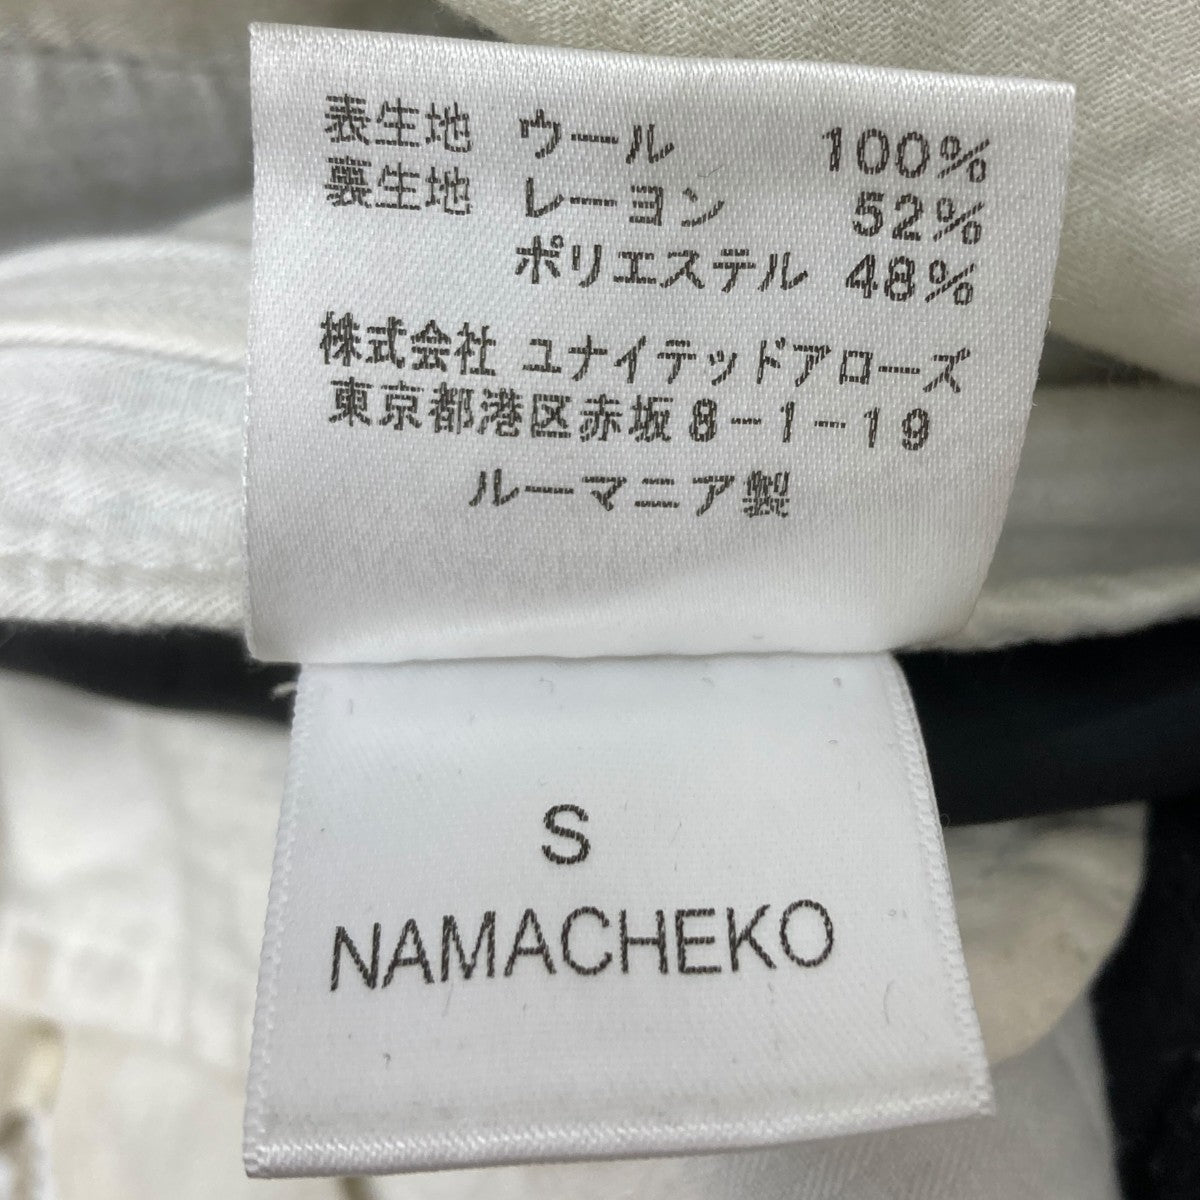 表生地 ウール 100%
裏生地 レーヨン 52%
ポリエステル 48%
株式会社 ユナイテッドアローズ
東京都港区赤坂8-1-19
ルーマニア製
S
NAMACHEKO